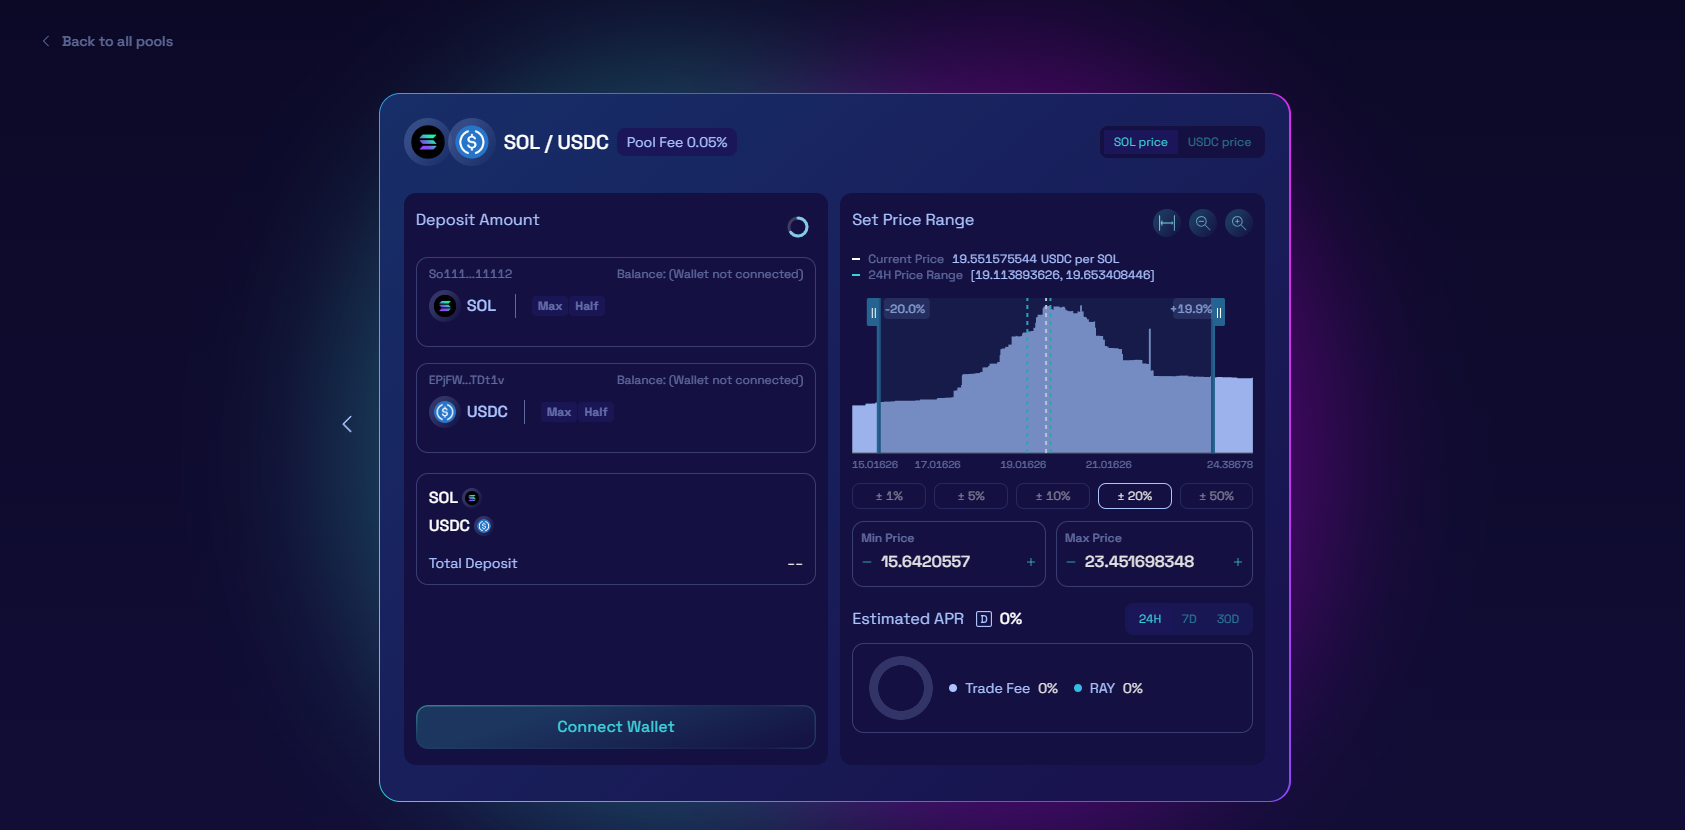 Back to all pools
SOL / USDC
Pool Fee 0.05%
SOL price
USDC price
Deposit Amount
So111...11112
Balance: (Wallet not connected)
SOL
Max
Half
EPjFW...TDt1v
Balance: (Wallet not connected)
USDC
Max
Half
SOL
USDC
Total Deposit
--
Connect Wallet
Set Price Range
Current Price 19.551575544 USDC per SOL
24H Price Range [19.113893626, 19.653408446]
-20.0%
+19.9%
15.01626 17.01626 19.01626 21.01626 24.38678
± 1% ± 5% ± 10% ± 20% ± 50%
Min Price
15.6420557
Max Price
23.451698348
Estimated APR D 0%
24H 7D 30D
Trade Fee 0% RAY 0%